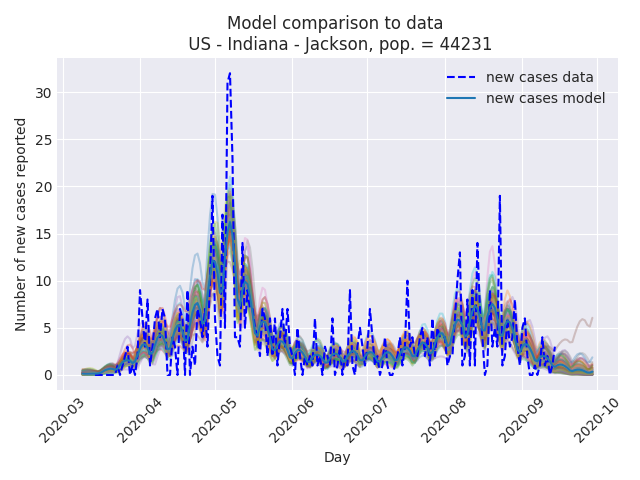 Model comparison to data
US - Indiana - Jackson, pop. = 44231
new cases data
new cases model
Number of new cases reported
30
25
20
15
10
5
0
2020-03
2020-04
2020-05
2020-06
2020-07
2020-08
2020-09
2020-10
Day